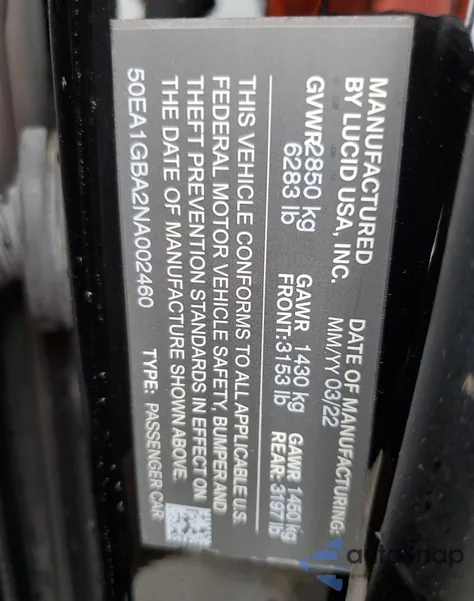 MANUFACTURED
BY LUCID USA, INC.
DATE OF MANUFACTURING:
MM/YY 03/22
GVWR 2850 kg
6283 lb
GAWR 1430 kg
FRONT: 3153 lb
GAWR 1450 kg
REAR: 3197 lb
THIS VEHICLE CONFORMS TO ALL APPLICABLE U.S.
FEDERAL MOTOR VEHICLE SAFETY, BUMPER AND
THEFT PREVENTION STANDARDS IN EFFECT ON
THE DATE OF MANUFACTURE SHOWN ABOVE.
50EA1GBA2NA002460
TYPE: PASSENGER CAR
autosnap